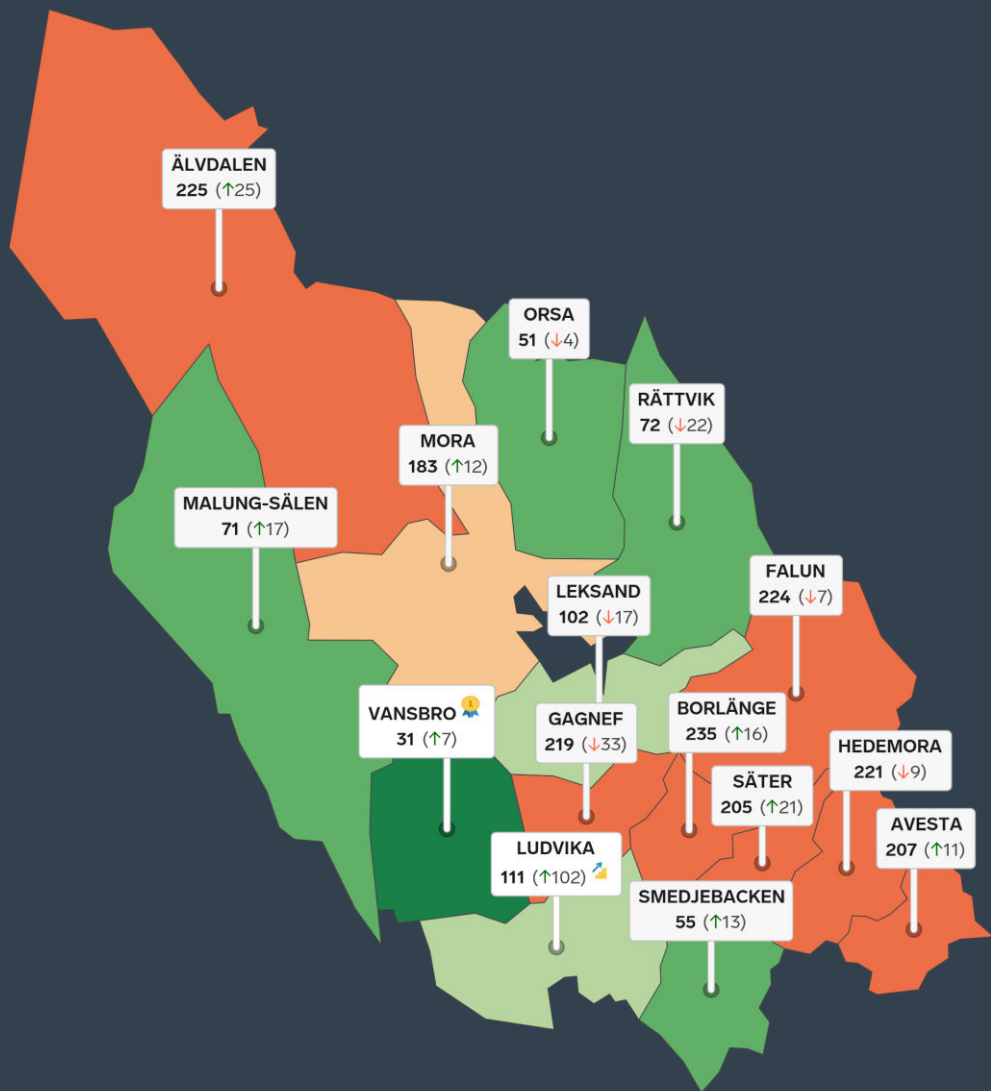 ÄLVDALEN
225 (↑25)
ORSA
51 (↓4)
RÄTTVIK
72 (↓22)
MORA
183 (↑12)
MALUNG-SÄLEN
71 (↑17)
FALUN
224 (↓7)
LEKSAND
102 (↓17)
VANSBRO
31 (↑7)
GAGNEF
219 (↓33)
BORLÄNGE
235 (↑16)
HEDEMORA
221 (↓9)
SÄTER
205 (↑21)
AVESTA
207 (↑11)
LUDVIKA
111 (↑102)
SMEDJEBACKEN
55 (↑13)